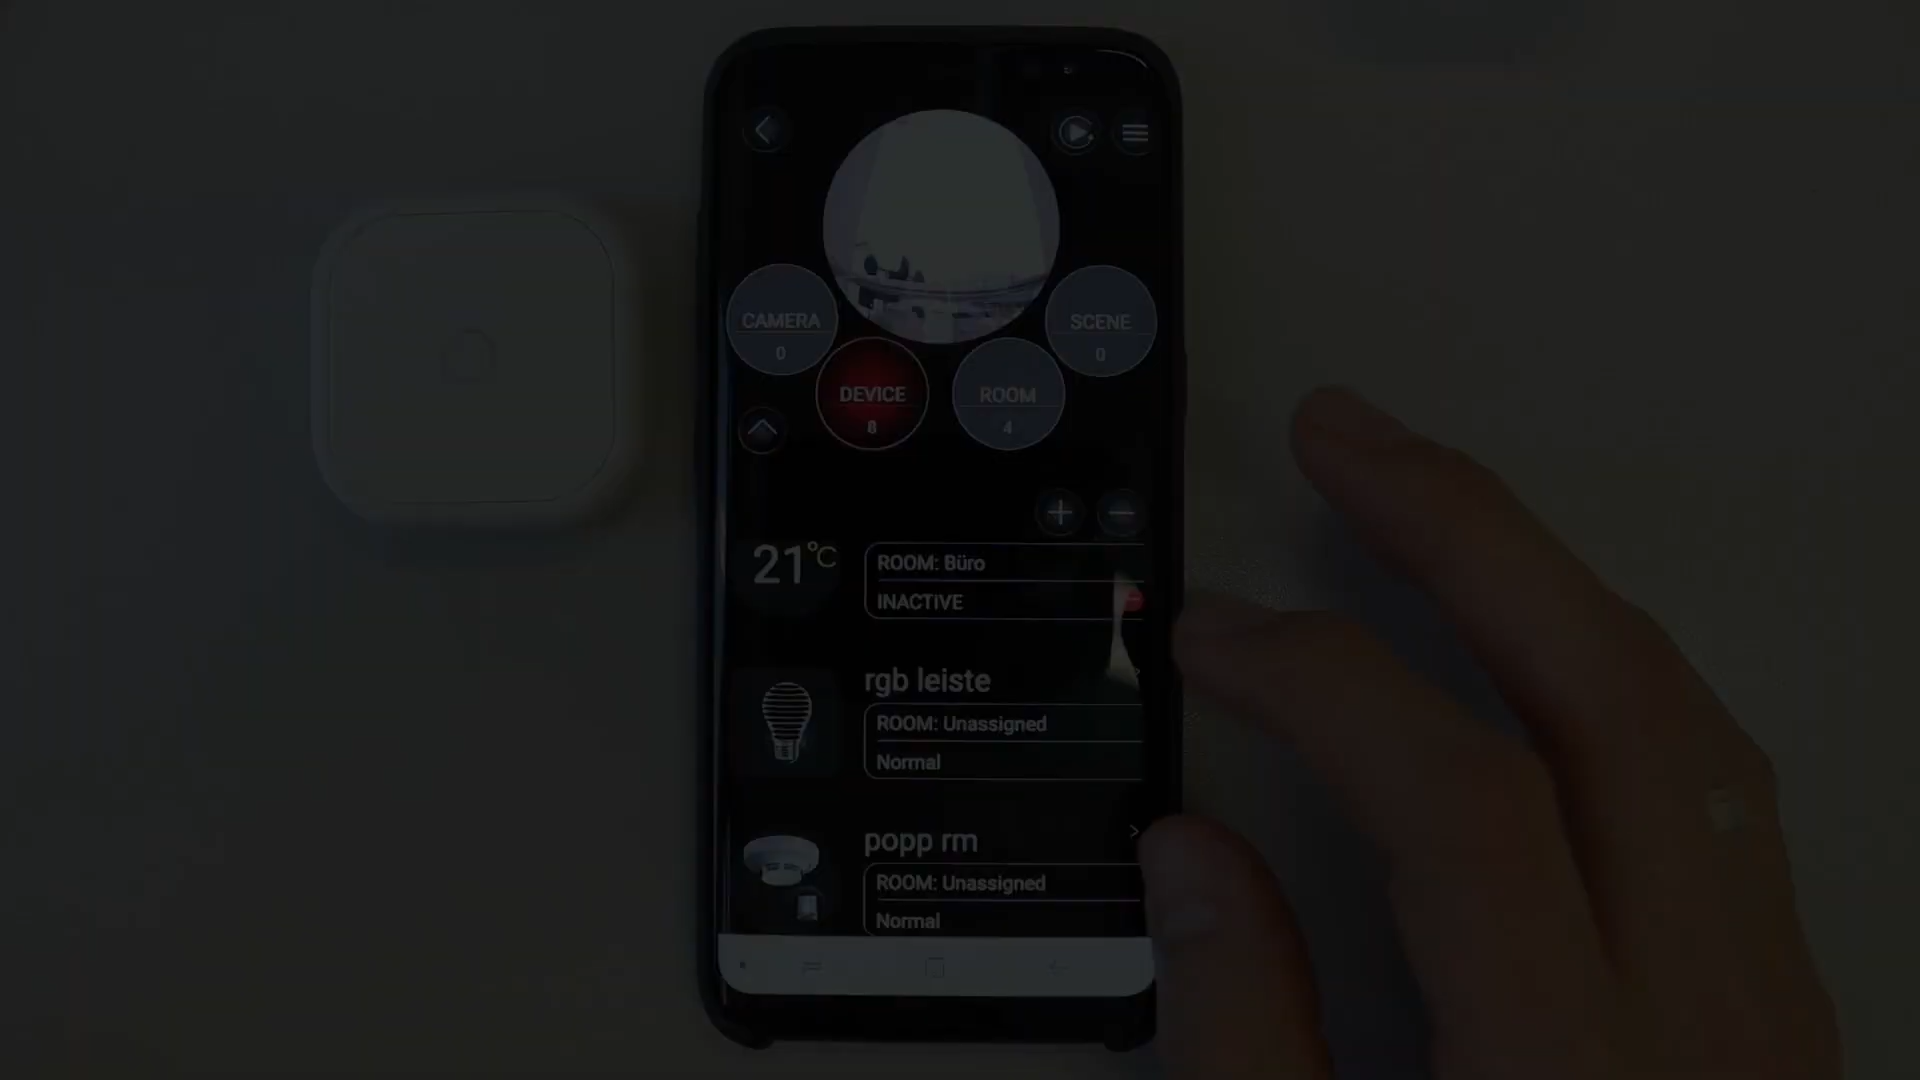 CAMERA
0
SCENE
0
DEVICE
8
ROOM
4
21°C
ROOM: Büro
INACTIVE
rgb leiste
ROOM: Unassigned
Normal
popp rm
ROOM: Unassigned
Normal